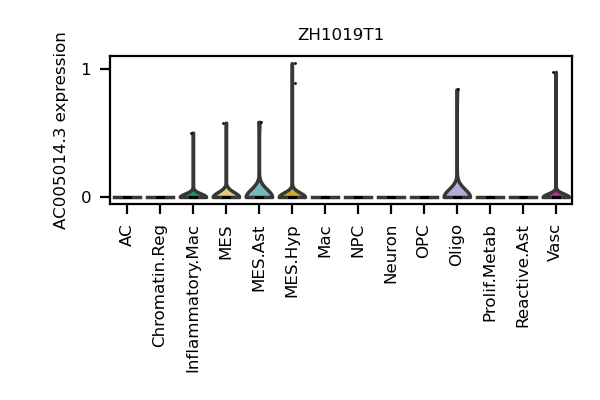 ZH1019T1
AC005014.3 expression
1
0
AC
Chromatin.Reg
Inflammatory.Mac
MES
MES.Ast
MES.Hyp
Mac
NPC
Neuron
OPC
Oligo
Prolif.Metab
Reactive.Ast
Vasc